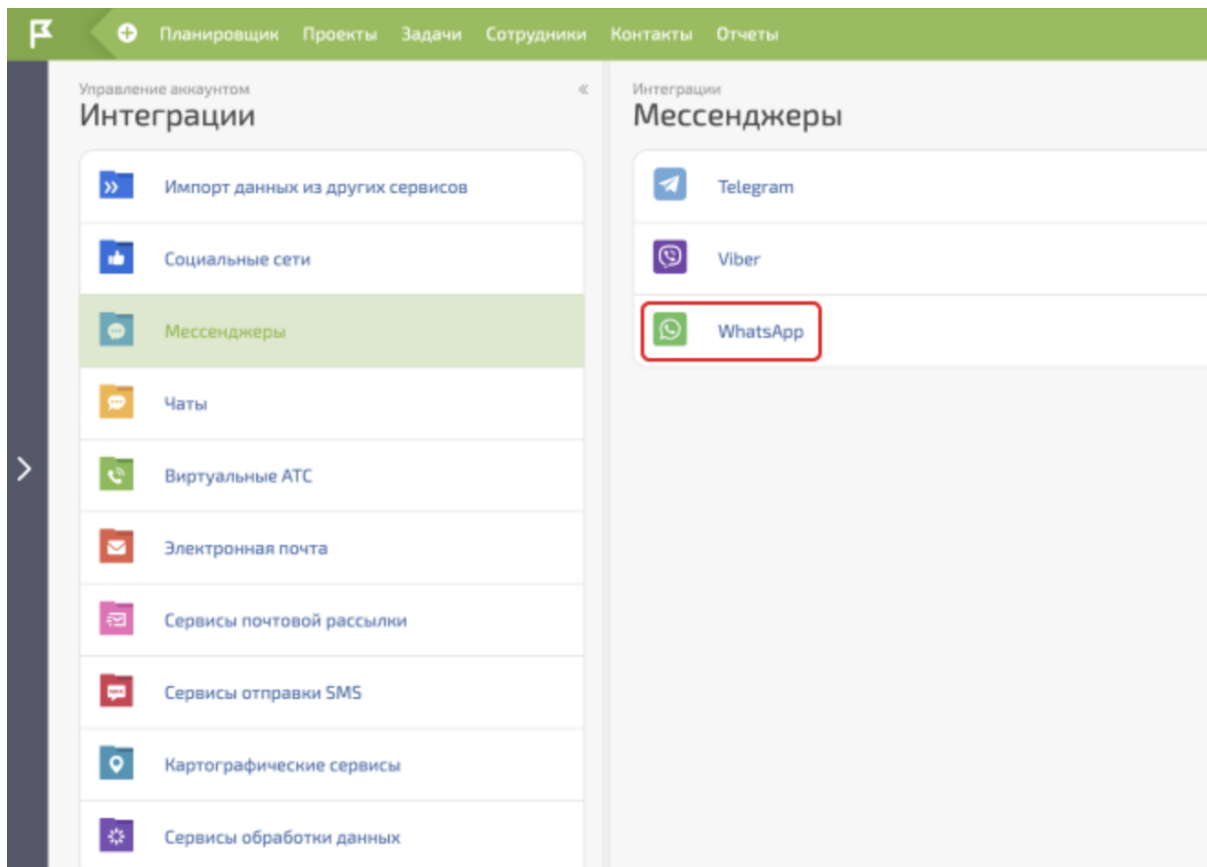 Планировщик Проекты Задачи Сотрудники Контакты Отчеты
Управление аккаунтом
Интеграции
Импорт данных из других сервисов
Социальные сети
Мессенджеры
Чаты
Виртуальные АТС
Электронная почта
Сервисы почтовой рассылки
Сервисы отправки SMS
Картографические сервисы
Сервисы обработки данных
Интеграции
Мессенджеры
Telegram
Viber
WhatsApp